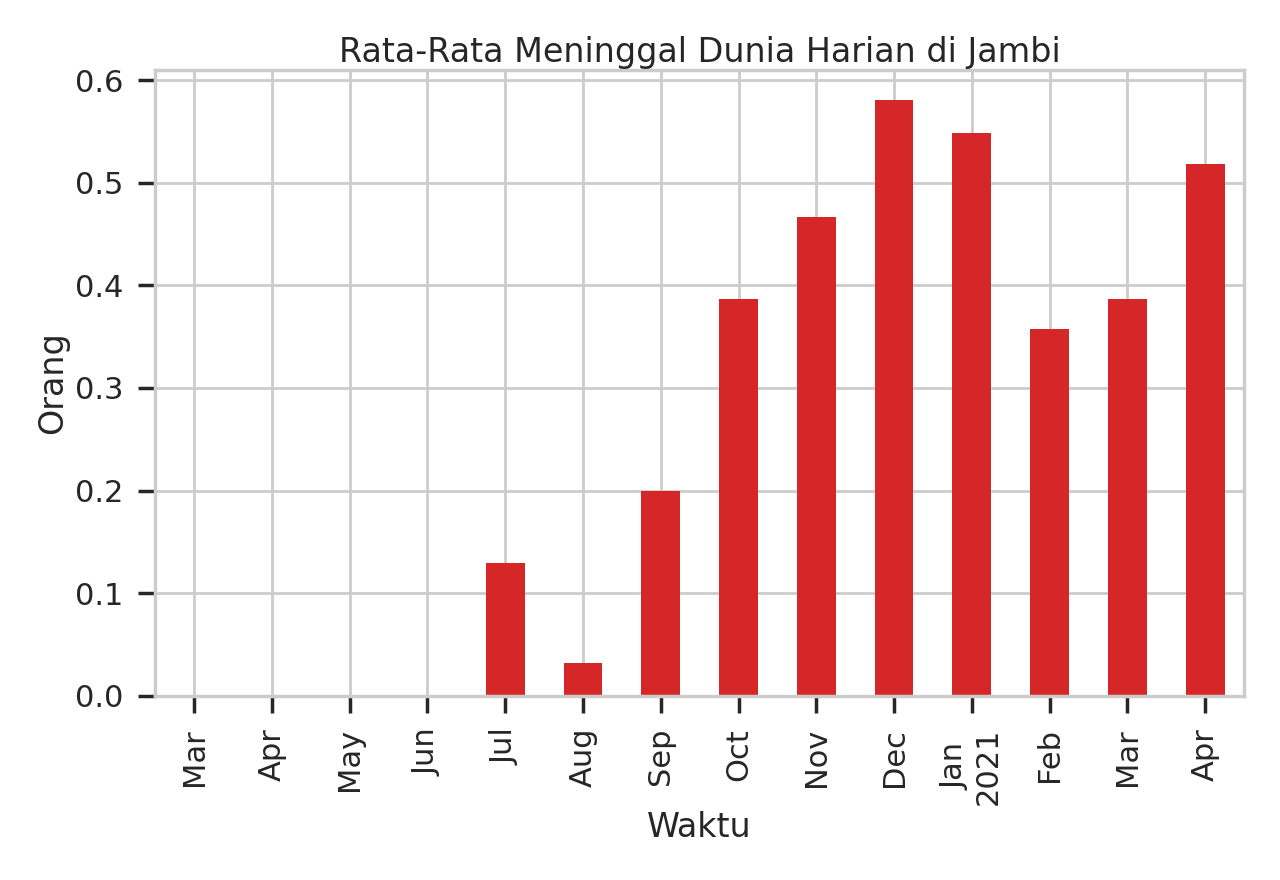 Rata-Rata Meninggal Dunia Harian di Jambi
Orang
0.6
0.5
0.4
0.3
0.2
0.1
0.0
Mar
Apr
May
Jun
Jul
Aug
Sep
Oct
Nov
Dec
Jan
2021
Feb
Mar
Apr
Waktu